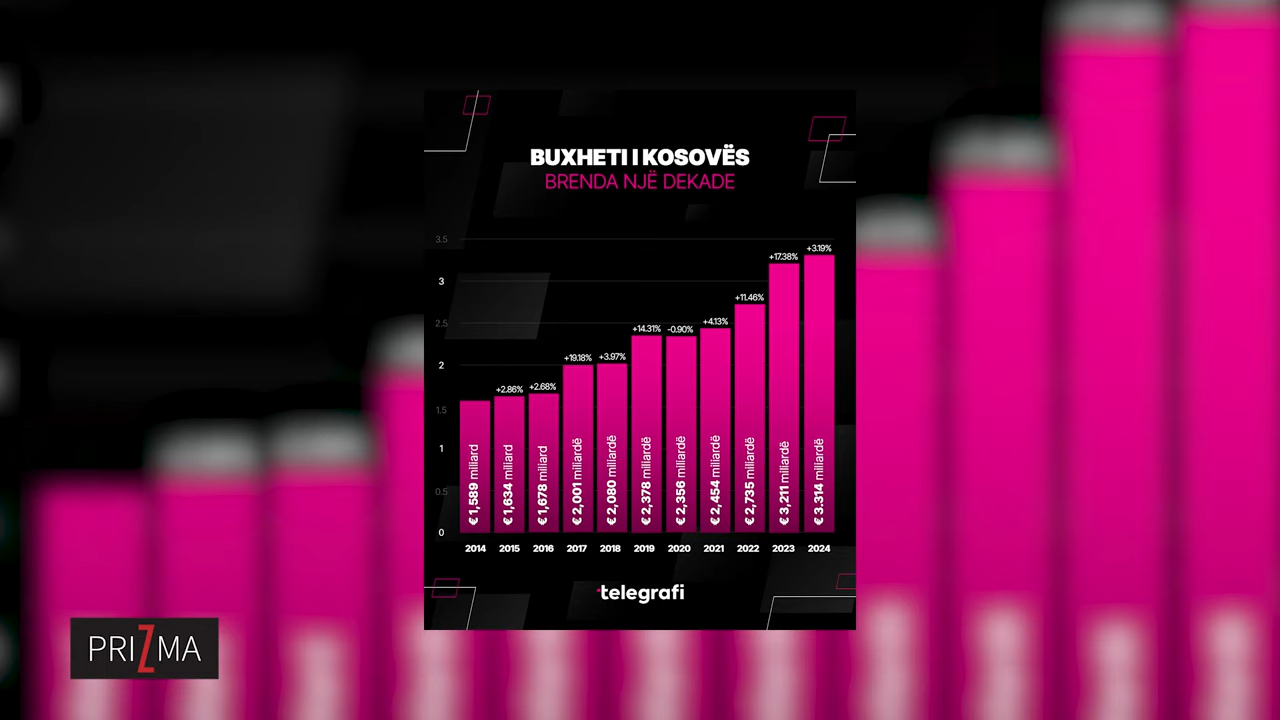 BUXHETI I KOSOVËS
BRENDA NJË DEKADE
3.5
3
2.5
2
1.5
1
0.5
0
+2.86%
+2.68%
+19.18%
+3.97%
+14.31%
-0.90%
+4.13%
+11.46%
+17.38%
+3.19%
€ 1,589 miliard
€ 1,634 miliard
€ 1,678 miliard
€ 2,001 miliardë
€ 2,080 miliardë
€ 2,378 miliardë
€ 2,356 miliardë
€ 2,454 miliardë
€ 2,735 miliardë
€ 3,211 miliardë
€ 3.314 miliardë
2014 2015 2016 2017 2018 2019 2020 2021 2022 2023 2024
telegrafi
PRIZMA